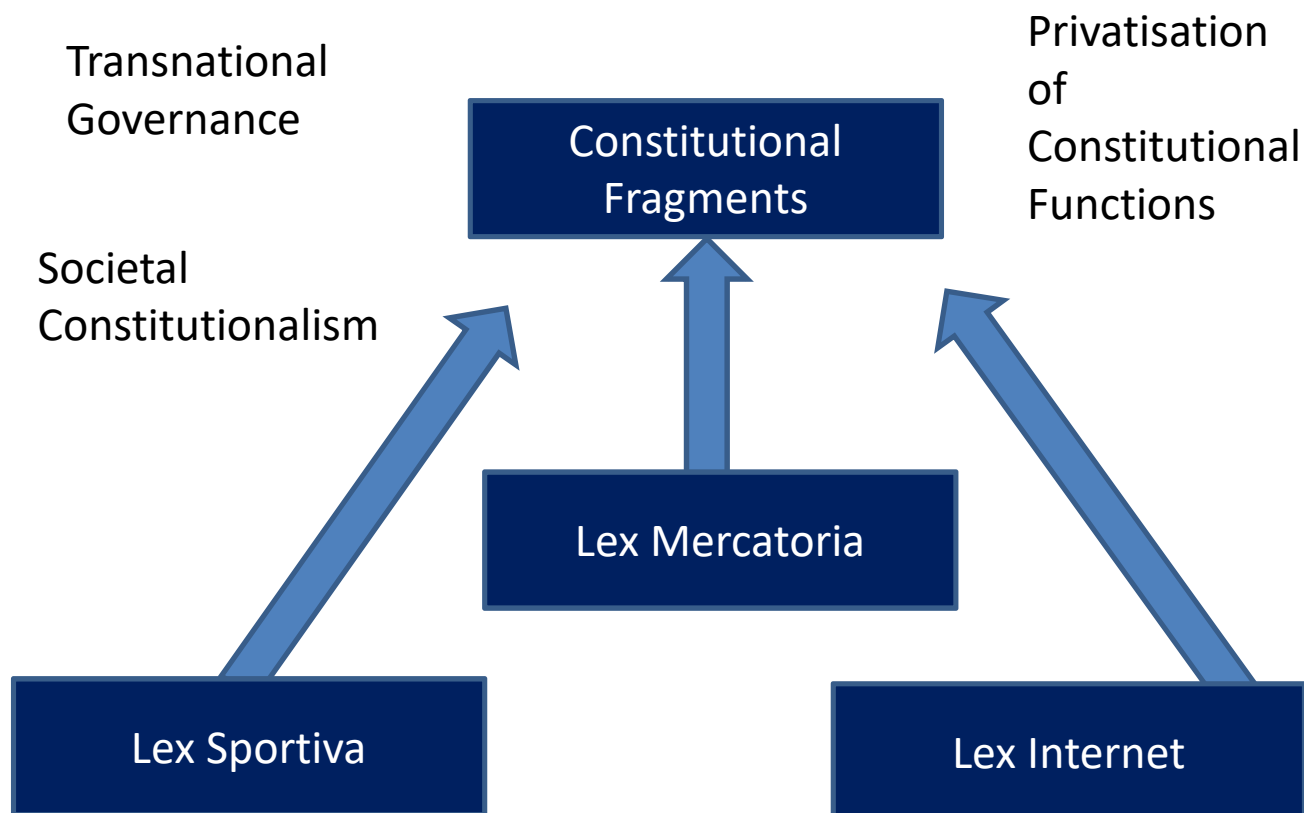 Transnational
Governance
Privatisation
of
Constitutional
Functions
Constitutional
Fragments
Societal
Constitutionalism
Lex Mercatoria
Lex Sportiva
Lex Internet